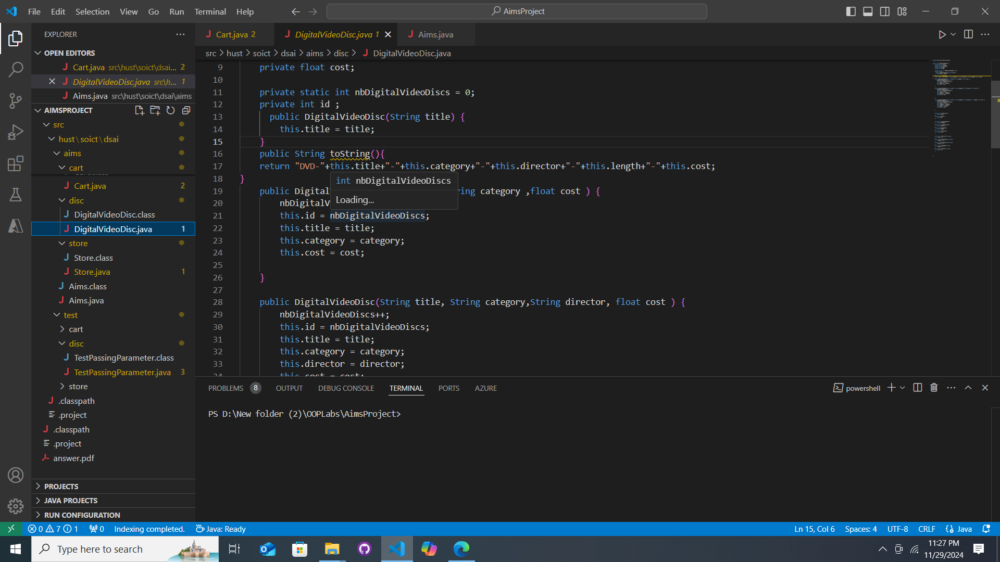 File Edit Selection View Go Run Terminal Help
AimsProject
EXPLORER
OPEN EDITORS
Cart.java src\hust\soict\dsai... 2
DigitalVideoDisc.java src\h... 1
Aims.java src\hust\soict\dsai\aims
AIMSPROJECT
src
hust\soict\dsai
aims
cart
Cart.java 2
disc
DigitalVideoDisc.class
DigitalVideoDisc.java 1
store
Store.class
Store.java 1
Aims.class
Aims.java
test
cart
disc
TestPassingParameter.class
TestPassingParameter.java 3
store
.classpath
.project
.classpath
.project
answer.pdf
PROJECTS
JAVA PROJECTS
RUN CONFIGURATION
Cart.java 2
DigitalVideoDisc.java 1
Aims.java
src > hust > soict > dsai > aims > disc > DigitalVideoDisc.java
9 private float cost;
10
11 private static int nbDigitalVideoDiscs = 0;
12 private int id ;
13 public DigitalVideoDisc(String title) {
14 this.title = title;
15 }
16 public String toString(){
17 return "DVD-"+this.title+"-"+this.category+"-"+this.director+"-"+this.length+"-"+this.cost;
18 }
19 public Digital ing category ,float cost ) {
20 nbDigitalV
21 this.id = nbDigitalVideoDiscs;
22 this.title = title;
23 this.category = category;
24 this.cost = cost;
25
26 }
27
28 public DigitalVideoDisc(String title, String category,String director, float cost ) {
29 nbDigitalVideoDiscs++;
30 this.id = nbDigitalVideoDiscs;
31 this.title = title;
32 this.category = category;
33 this.director = director;
34 this.cost = cost;
int nbDigitalVideoDiscs
Loading...
PROBLEMS 8 OUTPUT DEBUG CONSOLE TERMINAL PORTS AZURE
powershell
PS D:\New folder (2)\OOPLabs\AimsProject>
0 7 1 0 Indexing completed. Java: Ready
Ln 15, Col 6 Spaces: 4 UTF-8 CRLF Java
Type here to search
11:27 PM
11/29/2024